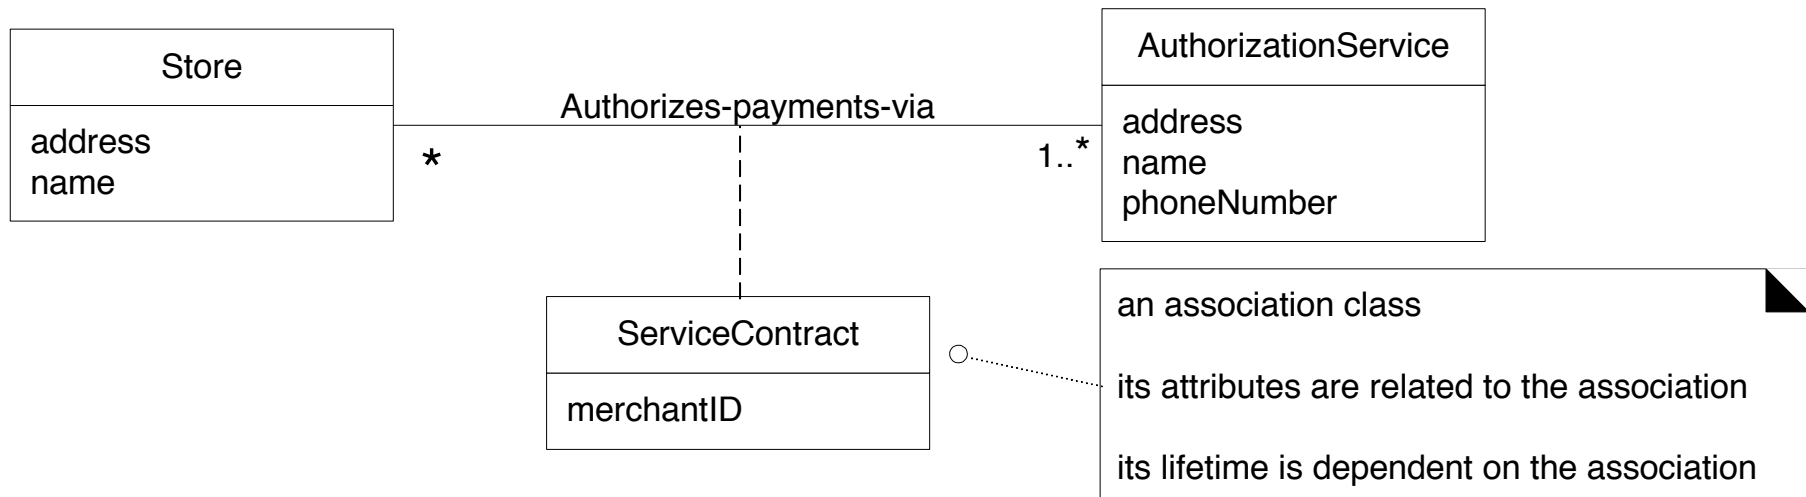 Store
address
name
Authorizes-payments-via
*
1..*
AuthorizationService
address
name
phoneNumber
ServiceContract
merchantID
an association class
its attributes are related to the association
its lifetime is dependent on the association